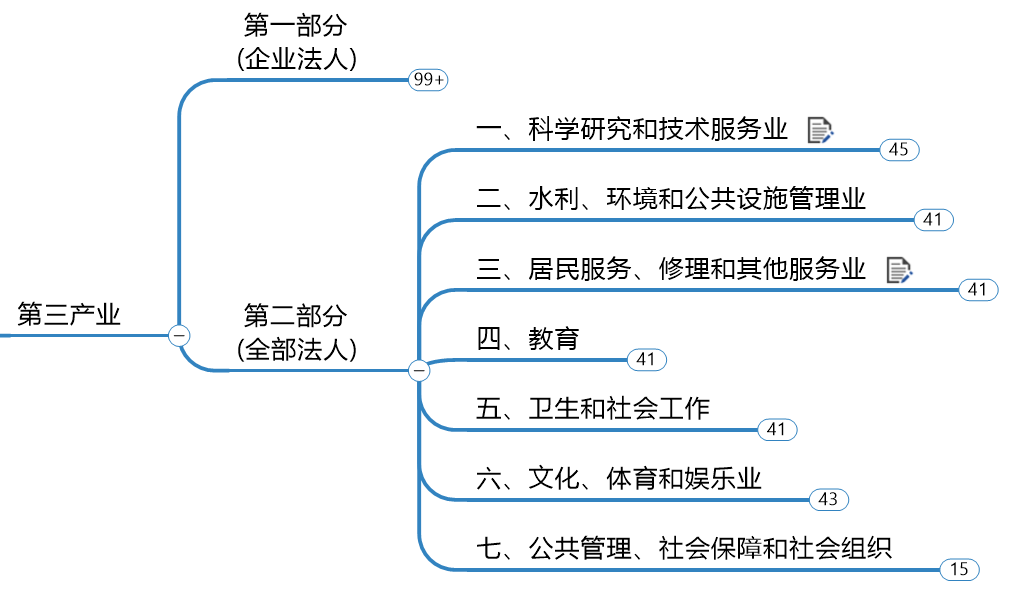 第一部分
(企业法人)
99+
一、科学研究和技术服务业
45
二、水利、环境和公共设施管理业
41
三、居民服务、修理和其他服务业
41
第三产业
第二部分
(全部法人)
四、教育
41
五、卫生和社会工作
41
六、文化、体育和娱乐业
43
七、公共管理、社会保障和社会组织
15